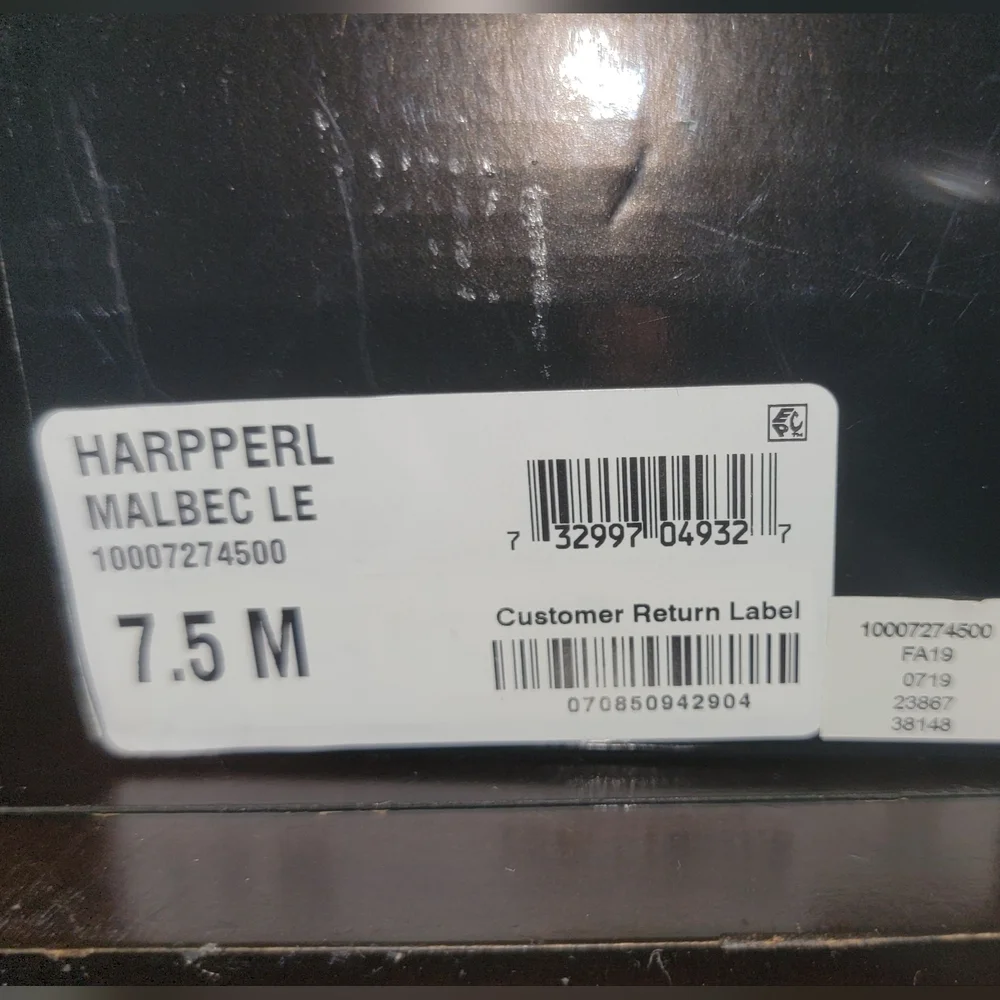 HARPPERL
MALBEC LE
10007274500
7.5 M
EPC
7 32997 04932 7
Customer Return Label
070850942904
10007274500
FA19
0719
23867
38148